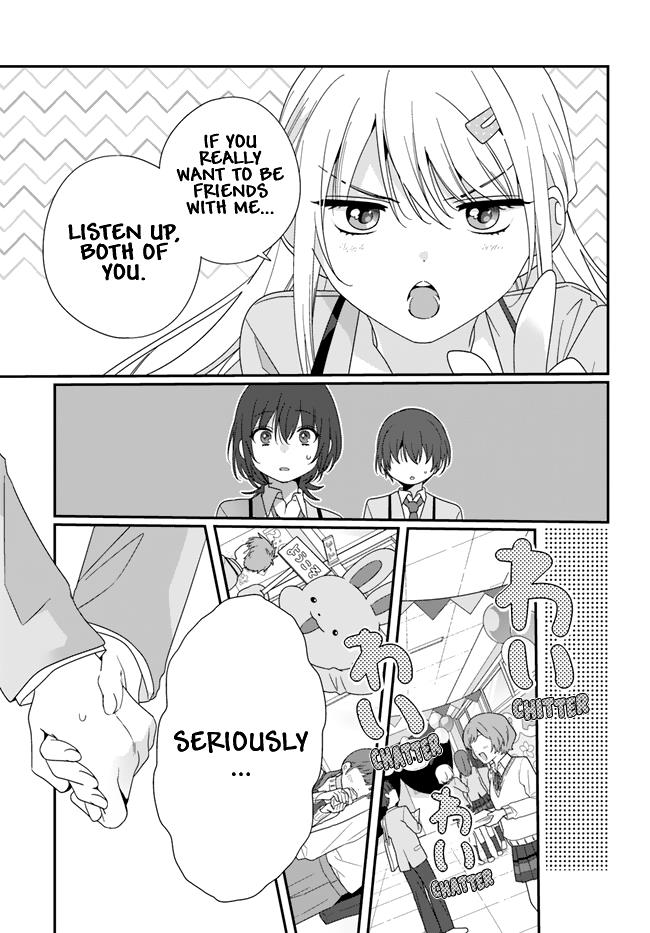 IF YOU
REALLY
WANT TO BE
FRIENDS
WITH ME...
LISTEN UP,
BOTH OF
YOU.
わい
CHITTER
わい
CHATTER
SERIOUSLY
...
わい
CHATTER